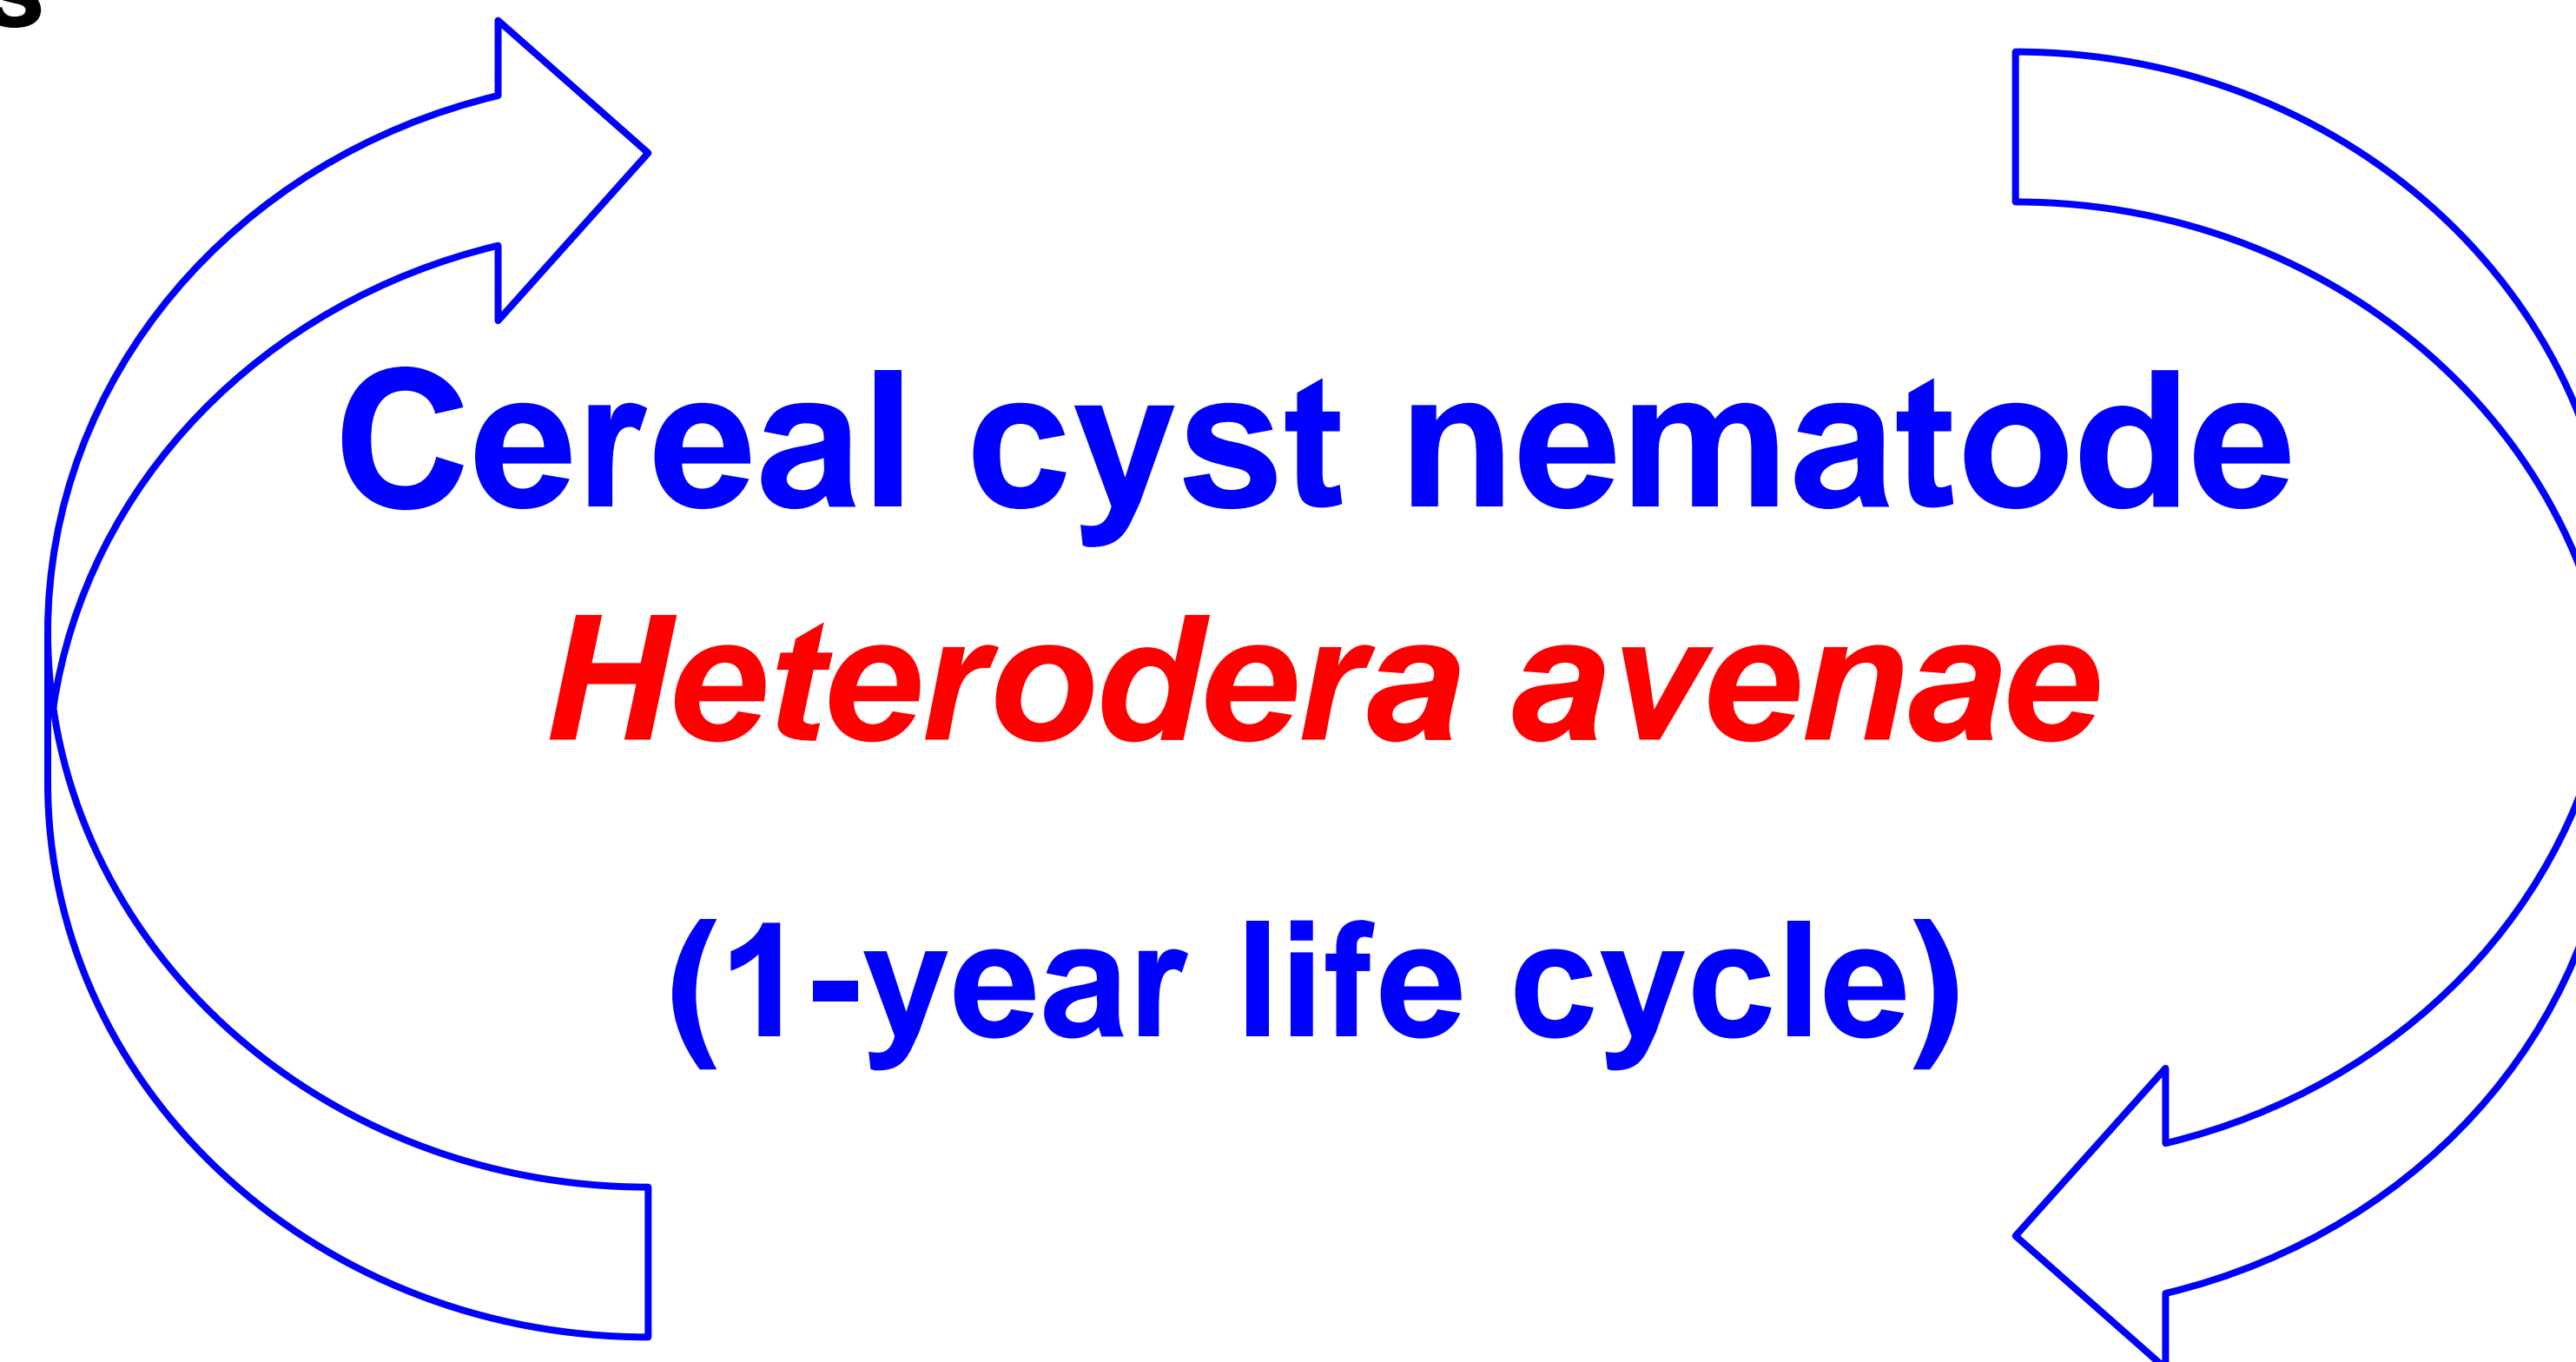 Cereal cyst nematode
Heterodera avenae
(1-year life cycle)